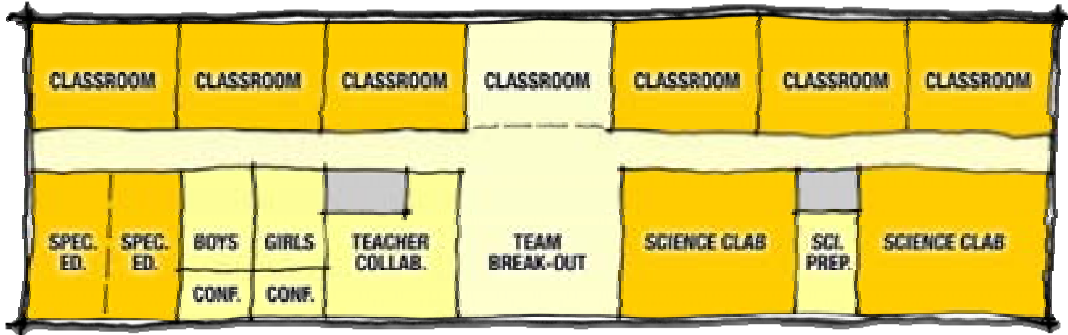 CLASSROOM CLASSROOM CLASSROOM CLASSROOM CLASSROOM CLASSROOM CLASSROOM
SPEC.
ED.
SPEC.
ED.
BOYS
GIRLS
CONF.
CONF.
TEACHER
COLLAB.
TEAM
BREAK-OUT
SCIENCE CLAB
SCI.
PREP.
SCIENCE CLAB